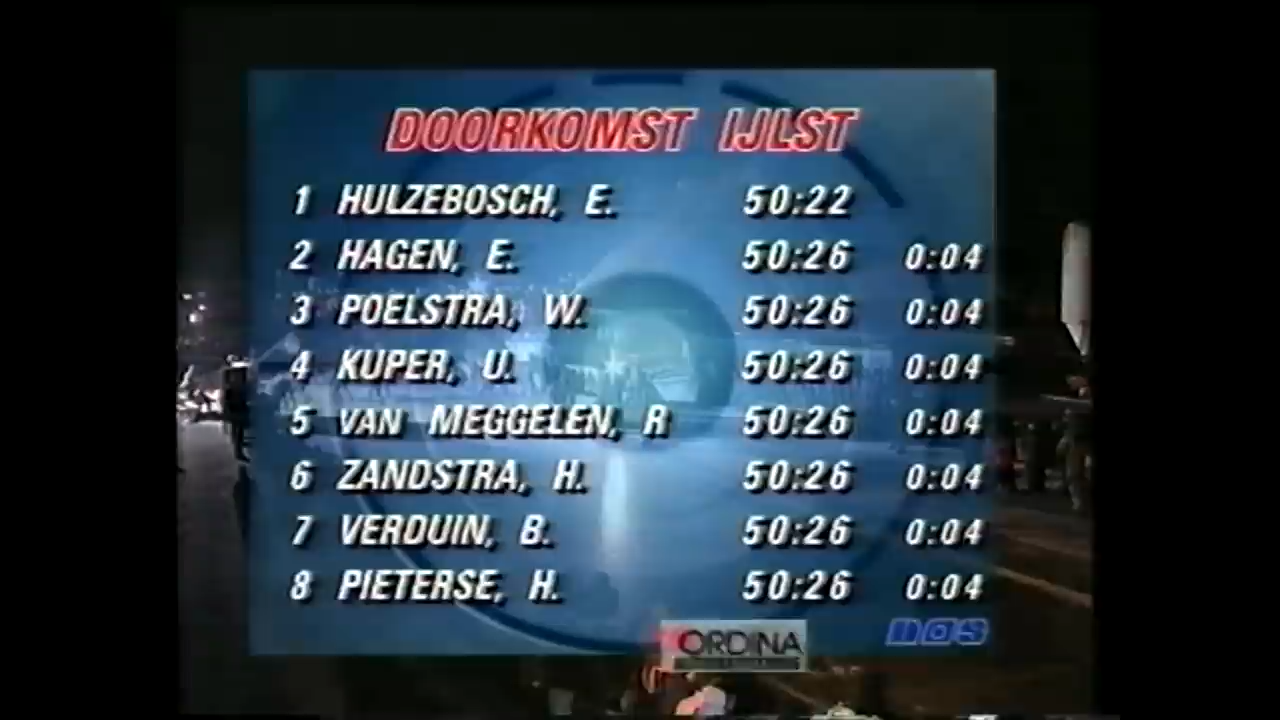 DOORKOMST IJLST
1 HULZEBOSCH, E. 50:22
2 HAGEN, E. 50:26 0:04
3 POELSTRA, W. 50:26 0:04
4 KUPER, U. 50:26 0:04
5 VAN MEGGELEN, R 50:26 0:04
6 ZANDSTRA, H. 50:26 0:04
7 VERDUIN, B. 50:26 0:04
8 PIETERSE, H. 50:26 0:04
NOS
ORDINA